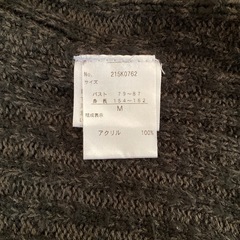 No. 215K0762
サイズ
バスト 79~87
身長 154~162
M
組成表示
アクリル 100%